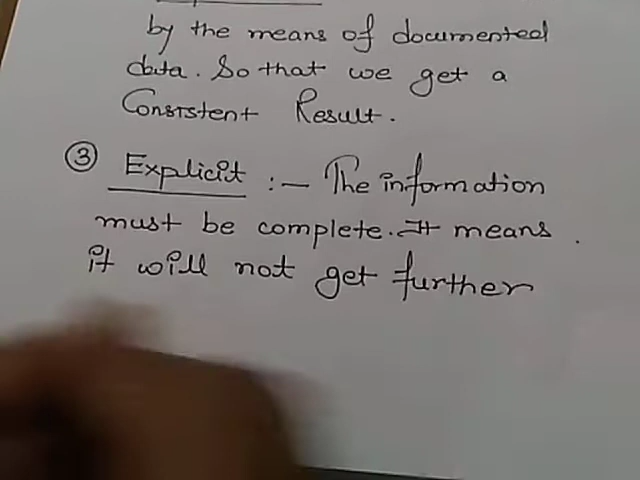 by the means of documented
data. So that we get a
Consistent Result.
③ Explicit :- The information
must be complete. It means
it will not get further